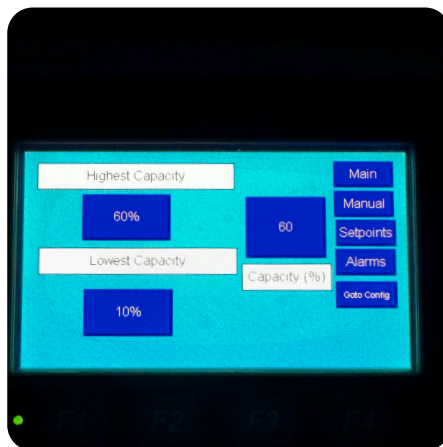 Highest Capacity
60%
Lowest Capacity
10%
60
Capacity (%)
Main
Manual
Setpoints
Alarms
Goto Config
F1 F2 F3 F4